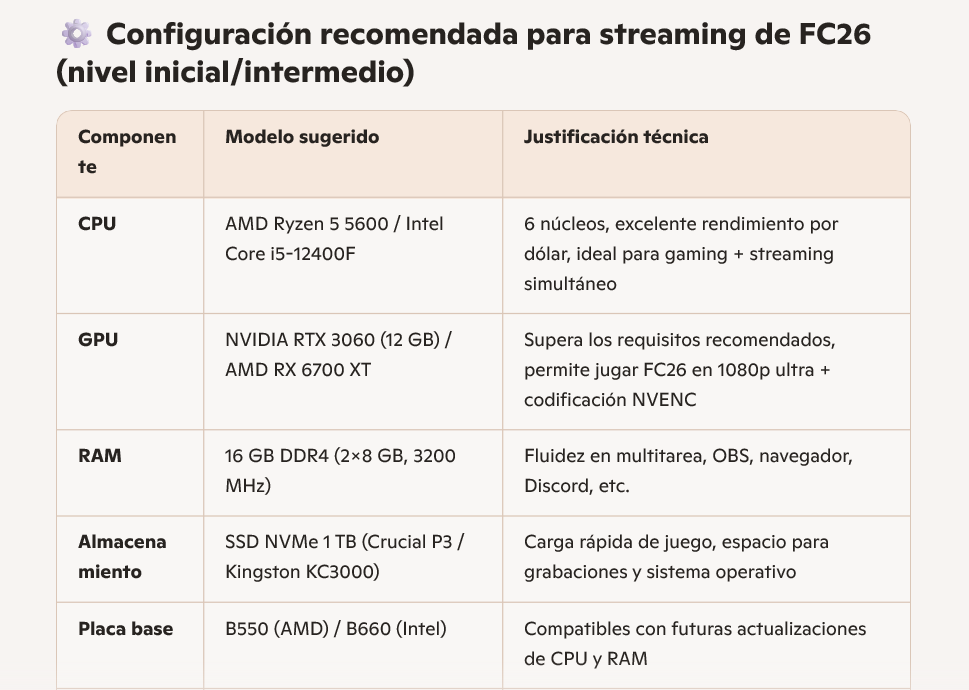 Configuración recomendada para streaming de FC26
(nivel inicial/intermedio)
Componen
te
Modelo sugerido
Justificación técnica
CPU
AMD Ryzen 5 5600 / Intel
Core i5-12400F
6 núcleos, excelente rendimiento por
dólar, ideal para gaming + streaming
simultáneo
GPU
NVIDIA RTX 3060 (12 GB) /
AMD RX 6700 XT
Supera los requisitos recomendados,
permite jugar FC26 en 1080p ultra +
codificación NVENC
RAM
16 GB DDR4 (2×8 GB, 3200
MHz)
Fluidez en multitarea, OBS, navegador,
Discord, etc.
Almacena
miento
SSD NVMe 1 TB (Crucial P3 /
Kingston KC3000)
Carga rápida de juego, espacio para
grabaciones y sistema operativo
Placa base
B550 (AMD) / B660 (Intel)
Compatibles con futuras actualizaciones
de CPU y RAM